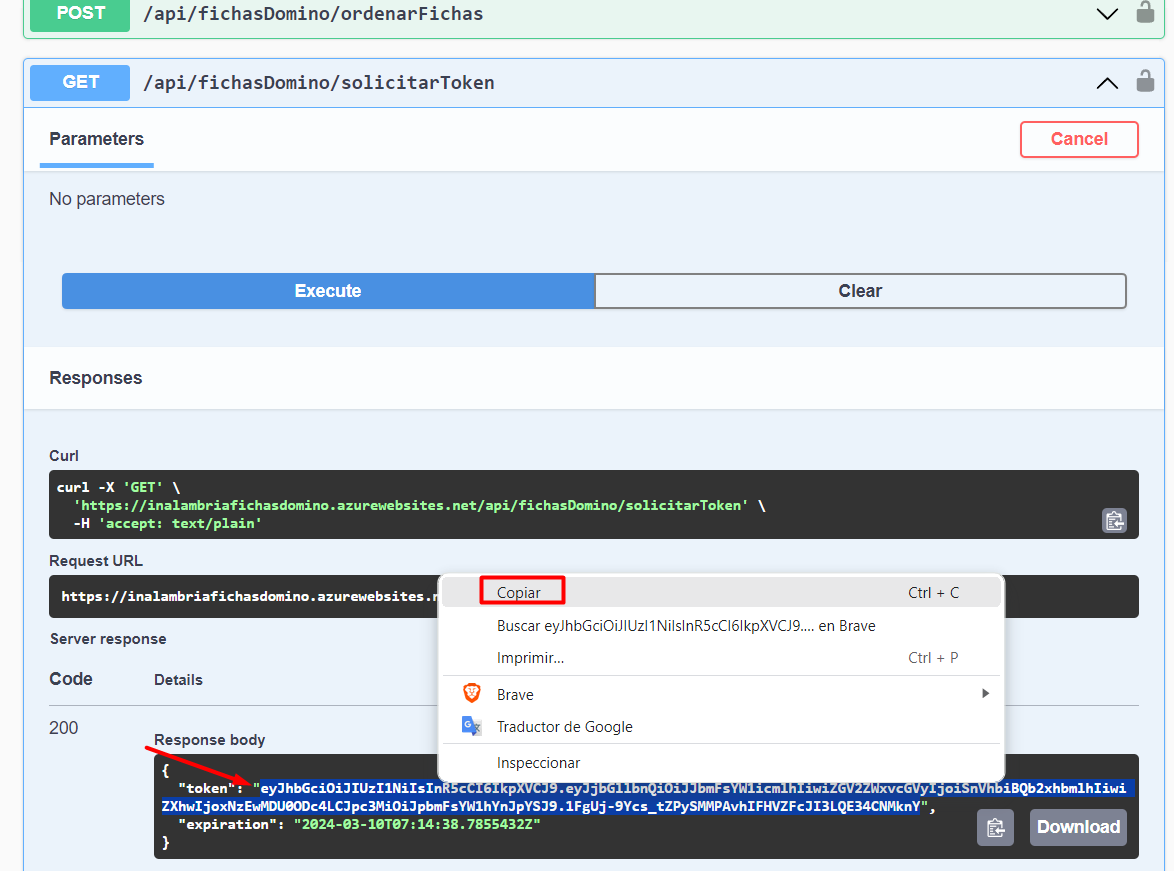 POST /api/fichasDomino/ordenarFichas
GET /api/fichasDomino/solicitarToken
Parameters
Cancel
No parameters
Execute
Clear
Responses
Curl
curl -X 'GET' \
'https://inalambriafichasdomino.azurewebsites.net/api/fichasDomino/solicitarToken' \
-H 'accept: text/plain'
Request URL
https://inalambriafichasdomino.azurewebsites.
Copiar Ctrl + C
Buscar eyJhbGciOiJIUzI1NiIsInR5cCI6IkpXVCJ9.... en Brave
Imprimir... Ctrl + P
Brave
Traductor de Google
Inspeccionar
Server response
Code Details
200
Response body
{
"token": "eyJhbGciOiJIUzI1NiIsInR5cCI6IkpXVCJ9.eyJjbGllbnQiOiJJbmFsYW1icmlhIiwiZGV2ZWxvcGVyIjoiSnVhbiBQb2xhbmlhIiwi
ZXhwIjoxNzEwMDU0ODc4LCJpc3MiOiJpbmFsYW1hYnJpYSJ9.1FgUj-9Ycs_tZPySMMPAvhIFHVZFcJI3LQE34CNMknY",
"expiration": "2024-03-10T07:14:38.7855432Z"
}
Download